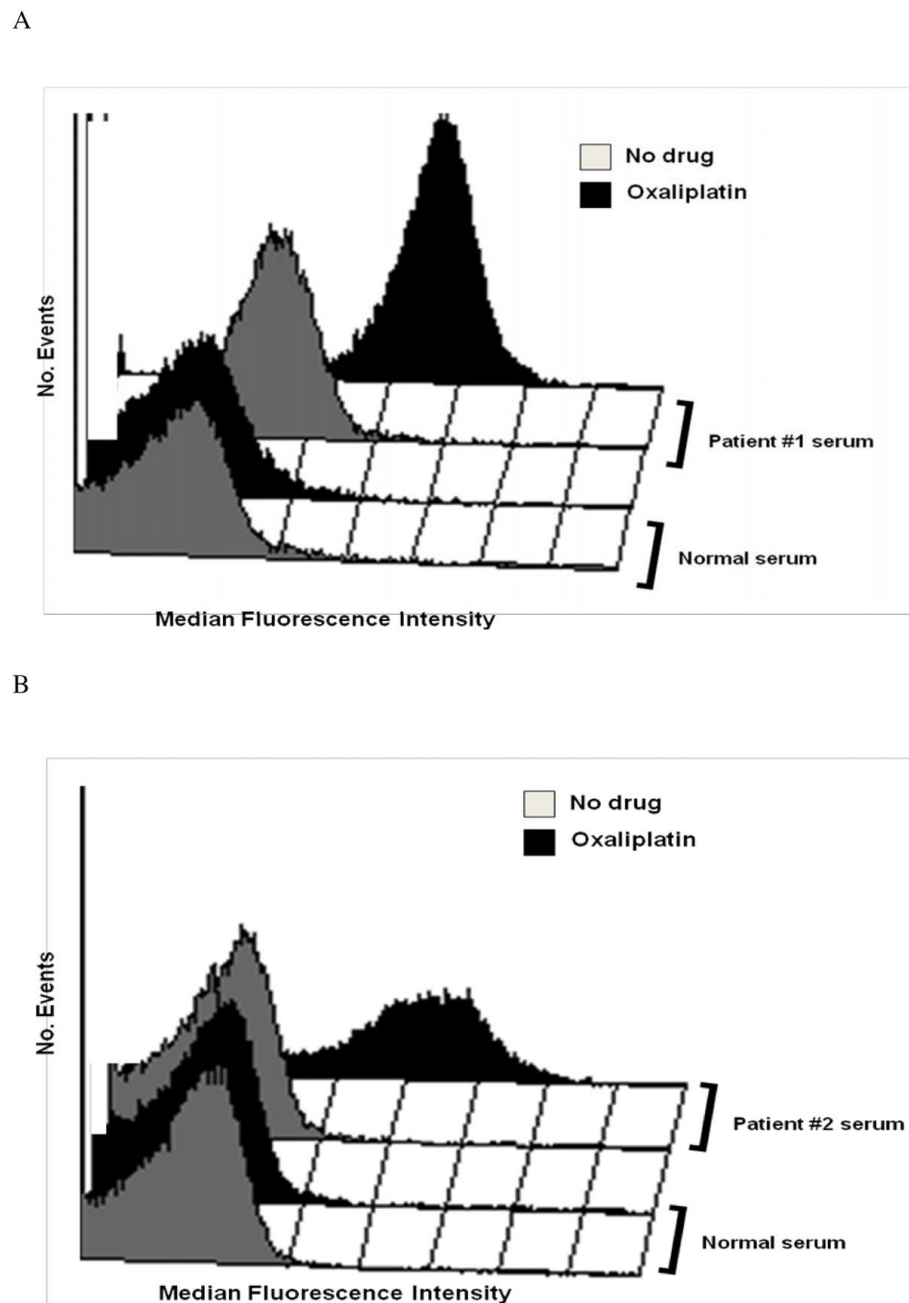 A
No drug
Oxaliplatin
No. Events
Patient #1 serum
Normal serum
Median Fluorescence Intensity
B
No drug
Oxaliplatin
No. Events
Patient #2 serum
Normal serum
Median Fluorescence Intensity